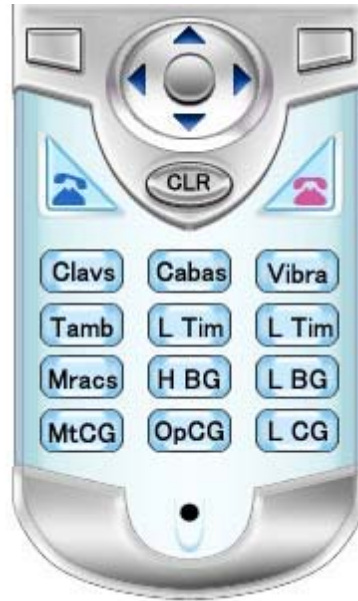 CLR
Clavs Cabas Vibra
Tamb L Tim L Tim
Mracs H BG L BG
MtCG OpCG L CG